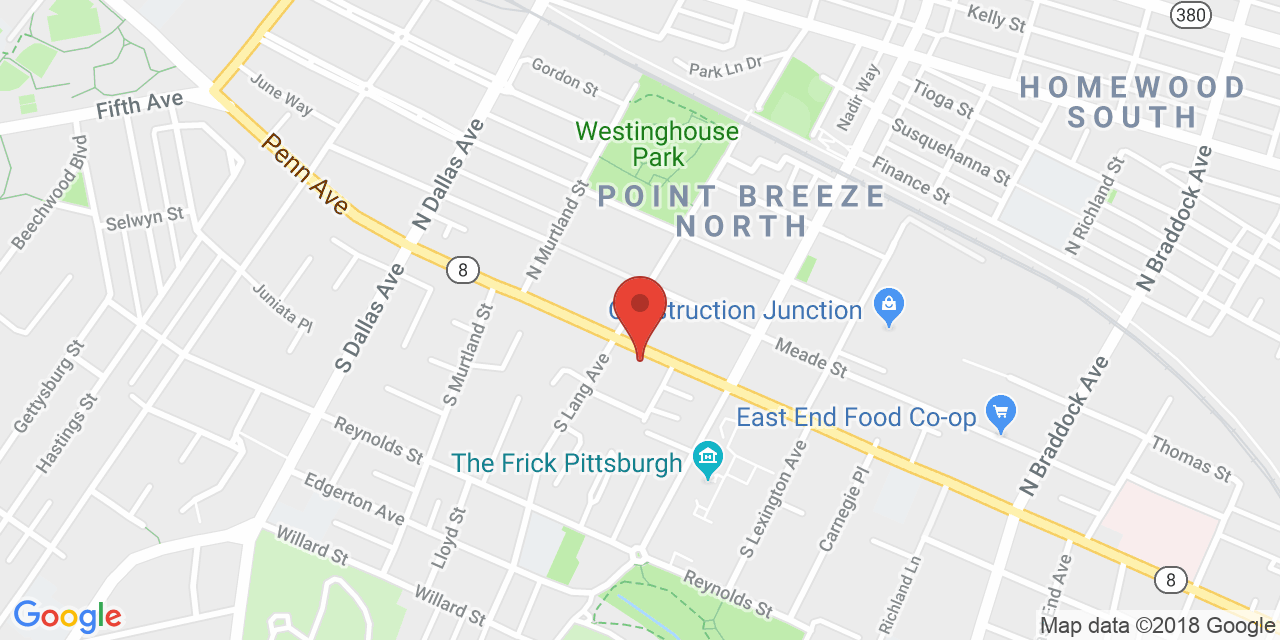 Kelly St
380
Park Ln Dr
Gordon St
June Way
Fifth Ave
Nadir Way
Tioga St
HOMEWOOD
SOUTH
Susquehanna St
Westinghouse
Park
Penn Ave
N Dallas Ave
Finance St
Beechwood Blvd
POINT BREEZE
NORTH
Selwyn St
N Murtland St
N Richland St
N Braddock Ave
8
Juniata Pl
S Dallas Ave
struction Junction
S Murtland St
Meade St
Gettysburg St
S Lang Ave
East End Food Co-op
N Braddock Ave
Hastings St
Reynolds St
The Frick Pittsburgh
Thomas St
Edgerton Ave
S Lexington Ave
Carnegie Pl
Lloyd St
Willard St
Richland Ln
Reynolds St
8
End Ave
Willard St
Google
Map data ©2018 Google